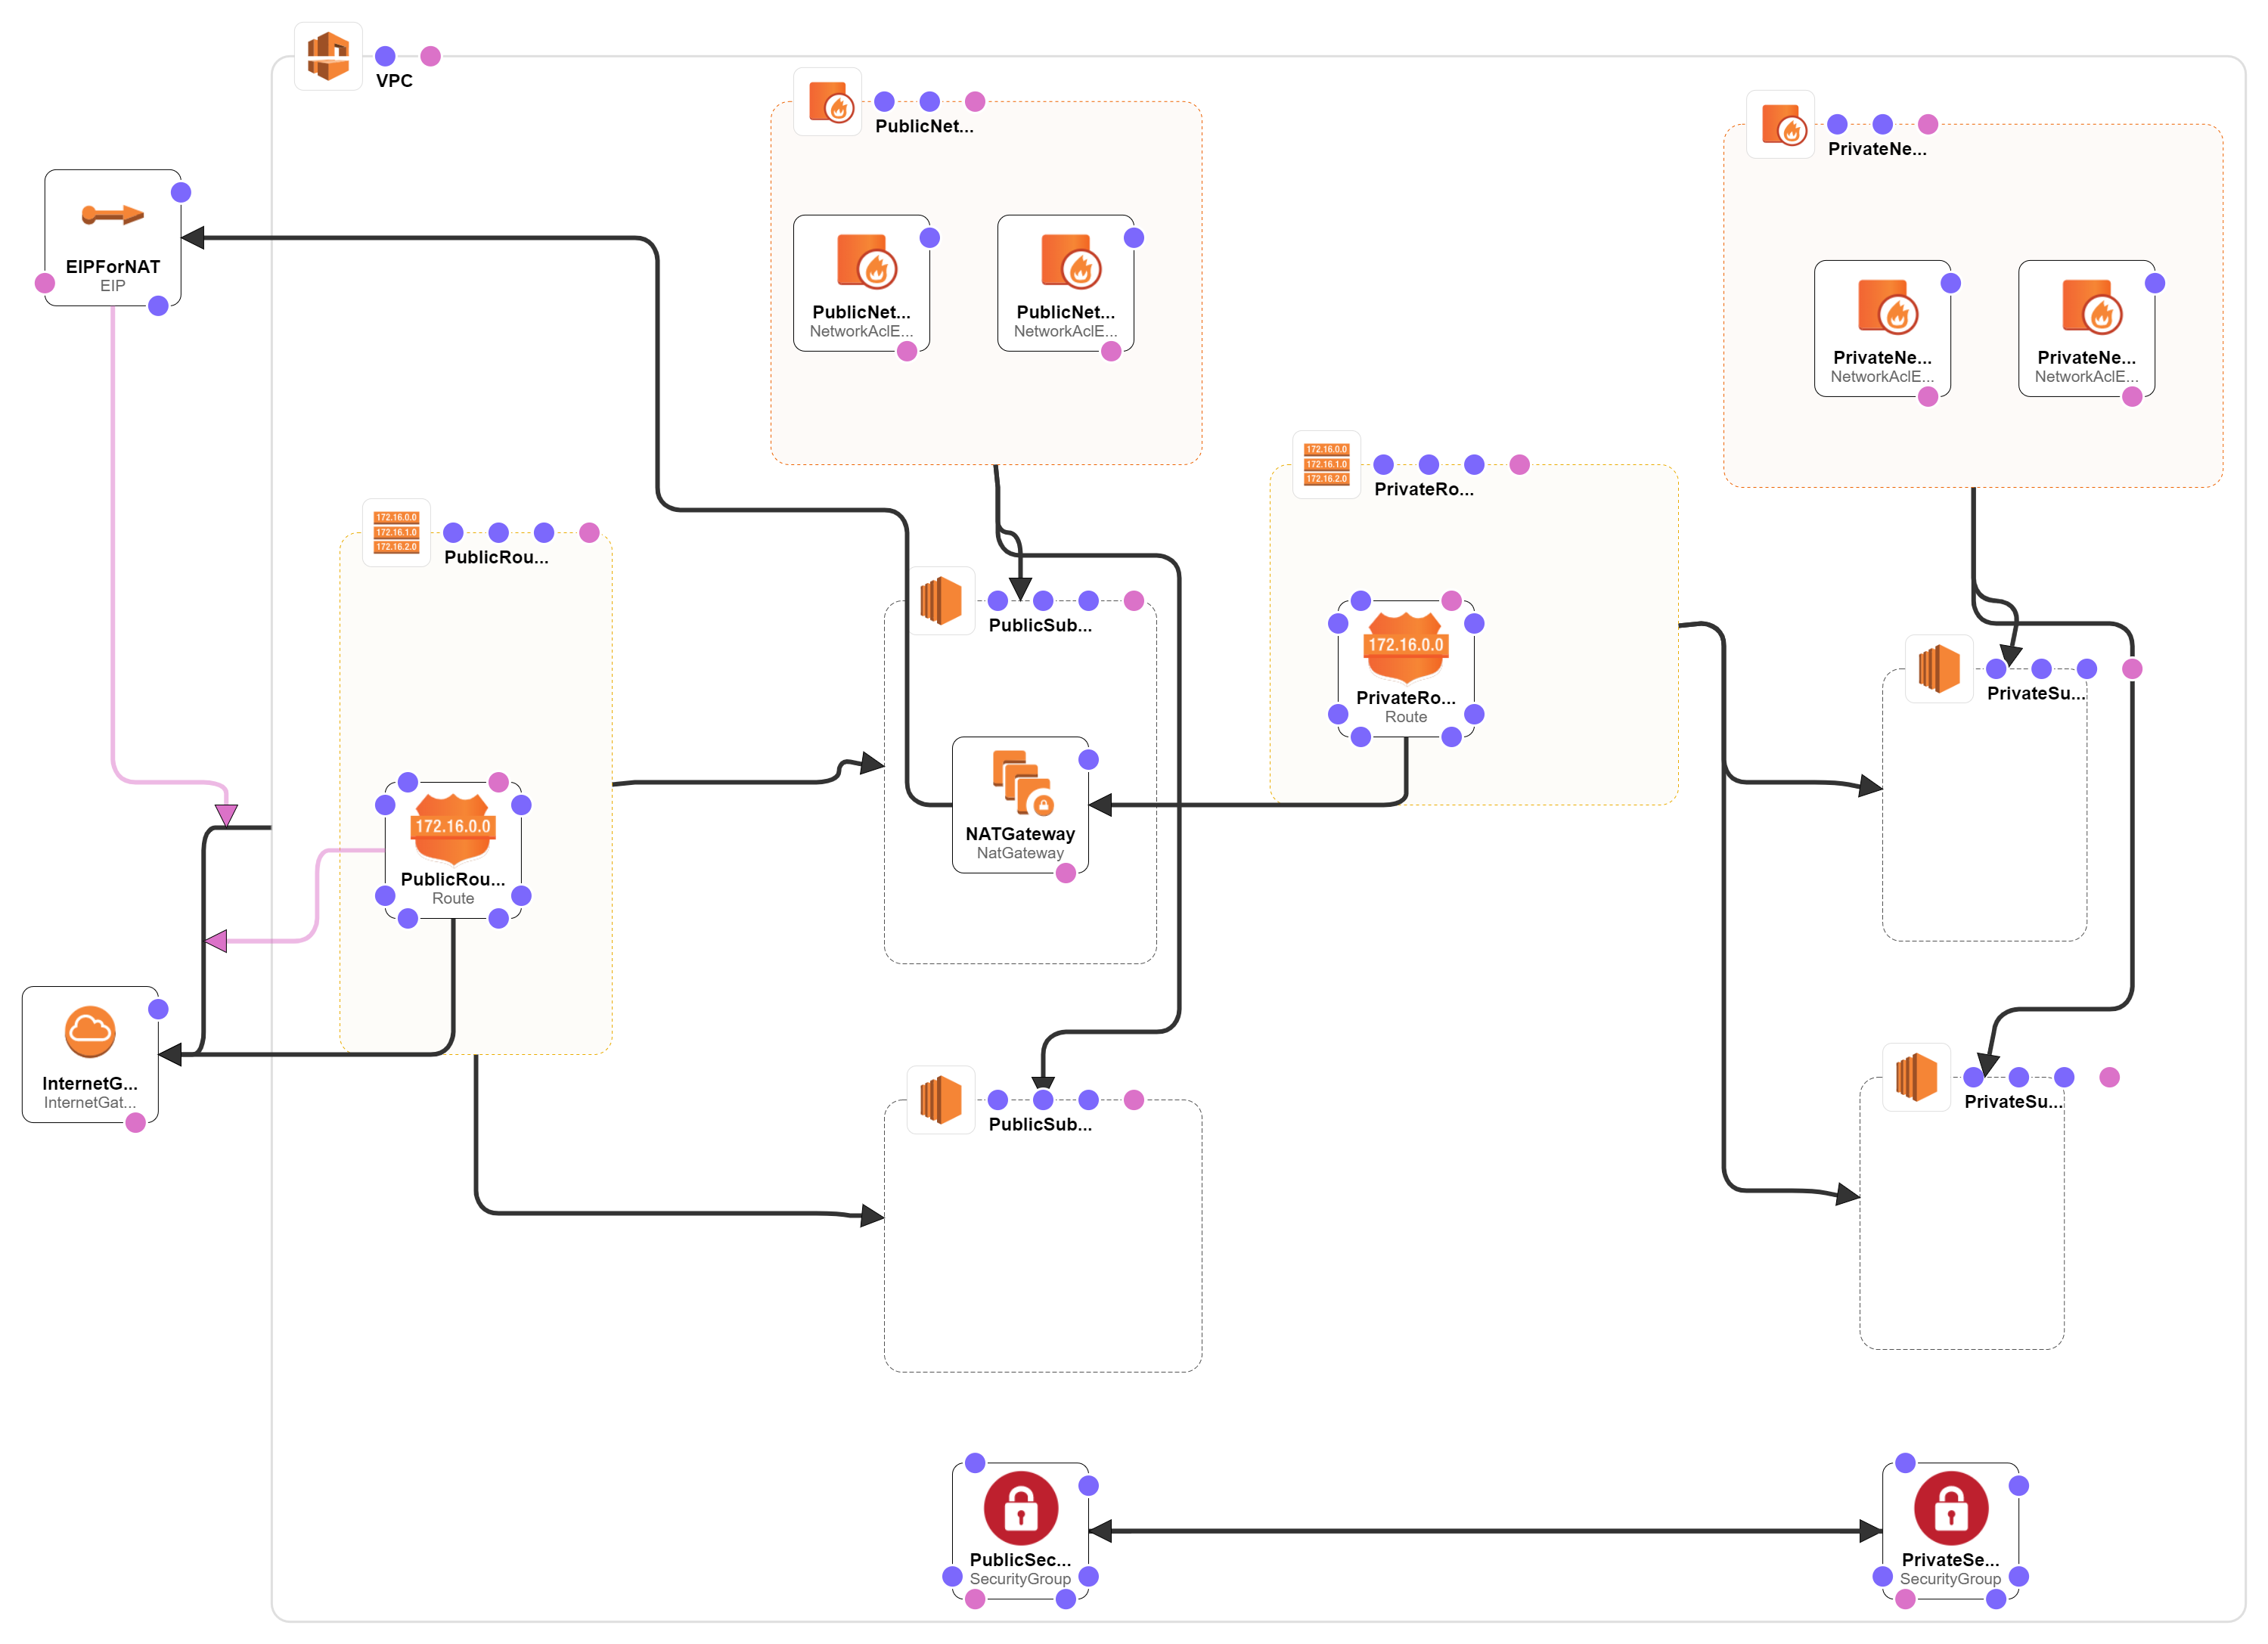 VPC
PublicNet...
PrivateNe...
EIPForNAT
EIP
PublicNet...
NetworkAclE...
PublicNet...
NetworkAclE...
PrivateNe...
NetworkAclE...
PrivateNe...
NetworkAclE...
172.16.0.0
172.16.1.0
172.16.2.0
PrivateRo...
172.16.0.0
172.16.1.0
172.16.2.0
PublicRou...
PublicSub...
172.16.0.0
PrivateRo...
Route
PrivateSu...
172.16.0.0
PublicRou...
Route
NATGateway
NatGateway
InternetG...
InternetGat...
PublicSub...
PrivateSu...
PublicSec...
SecurityGroup
PrivateSe...
SecurityGroup